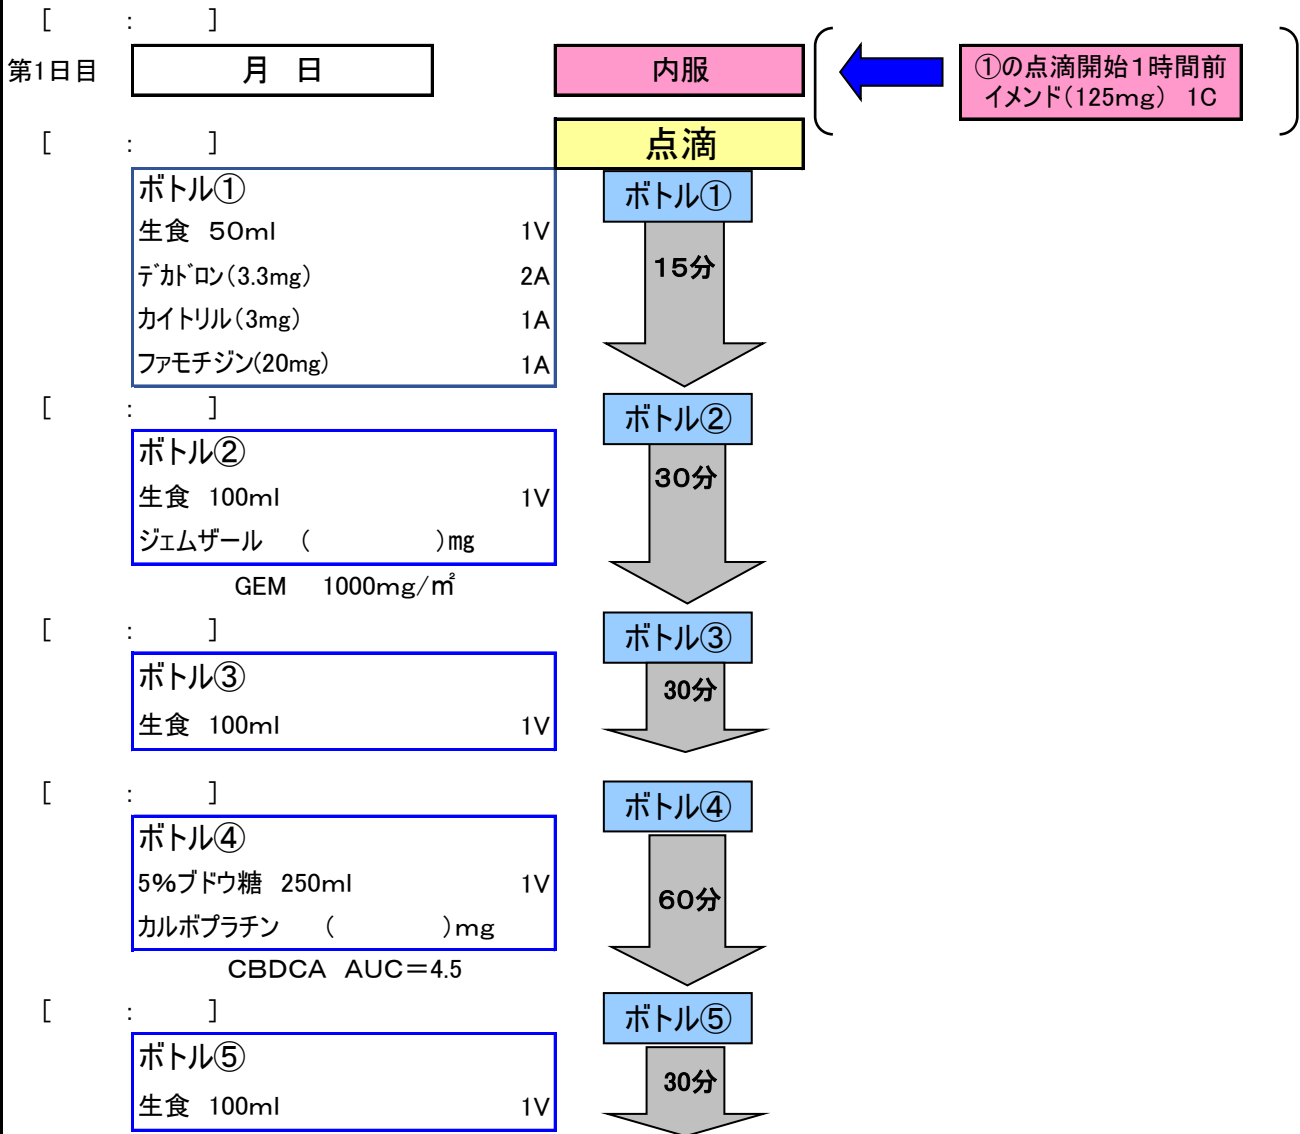 [ : ]
第1日目 月 日 内服 ①の点滴開始1時間前
イメンド(125mg) 1C
[ : ] 点滴
ボトル① ボトル①
生食 50ml 1V
デカドロン(3.3mg) 2A 15分
カイトリル(3mg) 1A
ファモチジン(20mg) 1A
[ : ] ボトル②
ボトル②
生食 100ml 1V 30分
ジェムザール ( )mg
GEM 1000mg/㎡
[ : ] ボトル③
ボトル③ 30分
生食 100ml 1V
[ : ] ボトル④
ボトル④
5%ブドウ糖 250ml 1V 60分
カルボプラチン ( )mg
CBDCA AUC=4.5
[ : ] ボトル⑤
ボトル⑤ 30分
生食 100ml 1V